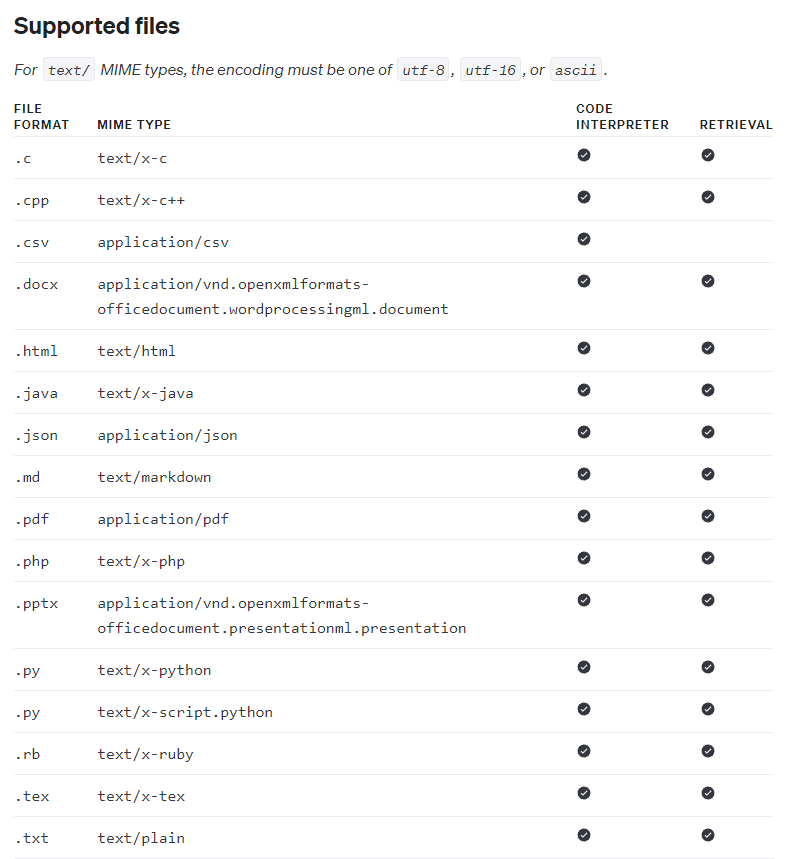 Supported files
For text/ MIME types, the encoding must be one of utf-8, utf-16, or ascii.
FILE FORMAT MIME TYPE CODE INTERPRETER RETRIEVAL
.c text/x-c
.cpp text/x-c++
.csv application/csv
.docx application/vnd.openxmlformats-
officedocument.wordprocessingml.document
.html text/html
.java text/x-java
.json application/json
.md text/markdown
.pdf application/pdf
.php text/x-php
.pptx application/vnd.openxmlformats-
officedocument.presentationml.presentation
.py text/x-python
.py text/x-script.python
.rb text/x-ruby
.tex text/x-tex
.txt text/plain